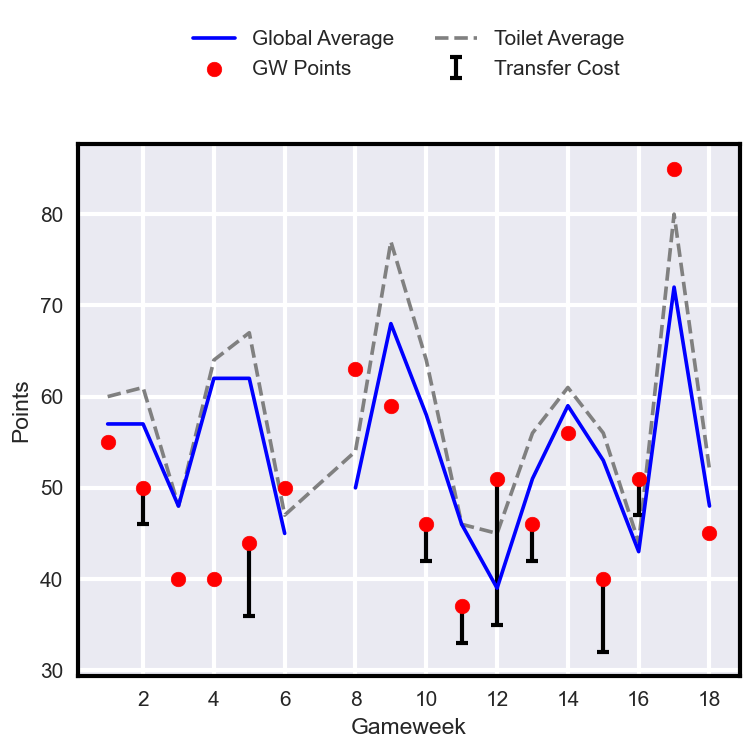 Global Average
Toilet Average
GW Points
Transfer Cost
80
70
60
50
40
30
Points
2 4 6 8 10 12 14 16 18
Gameweek